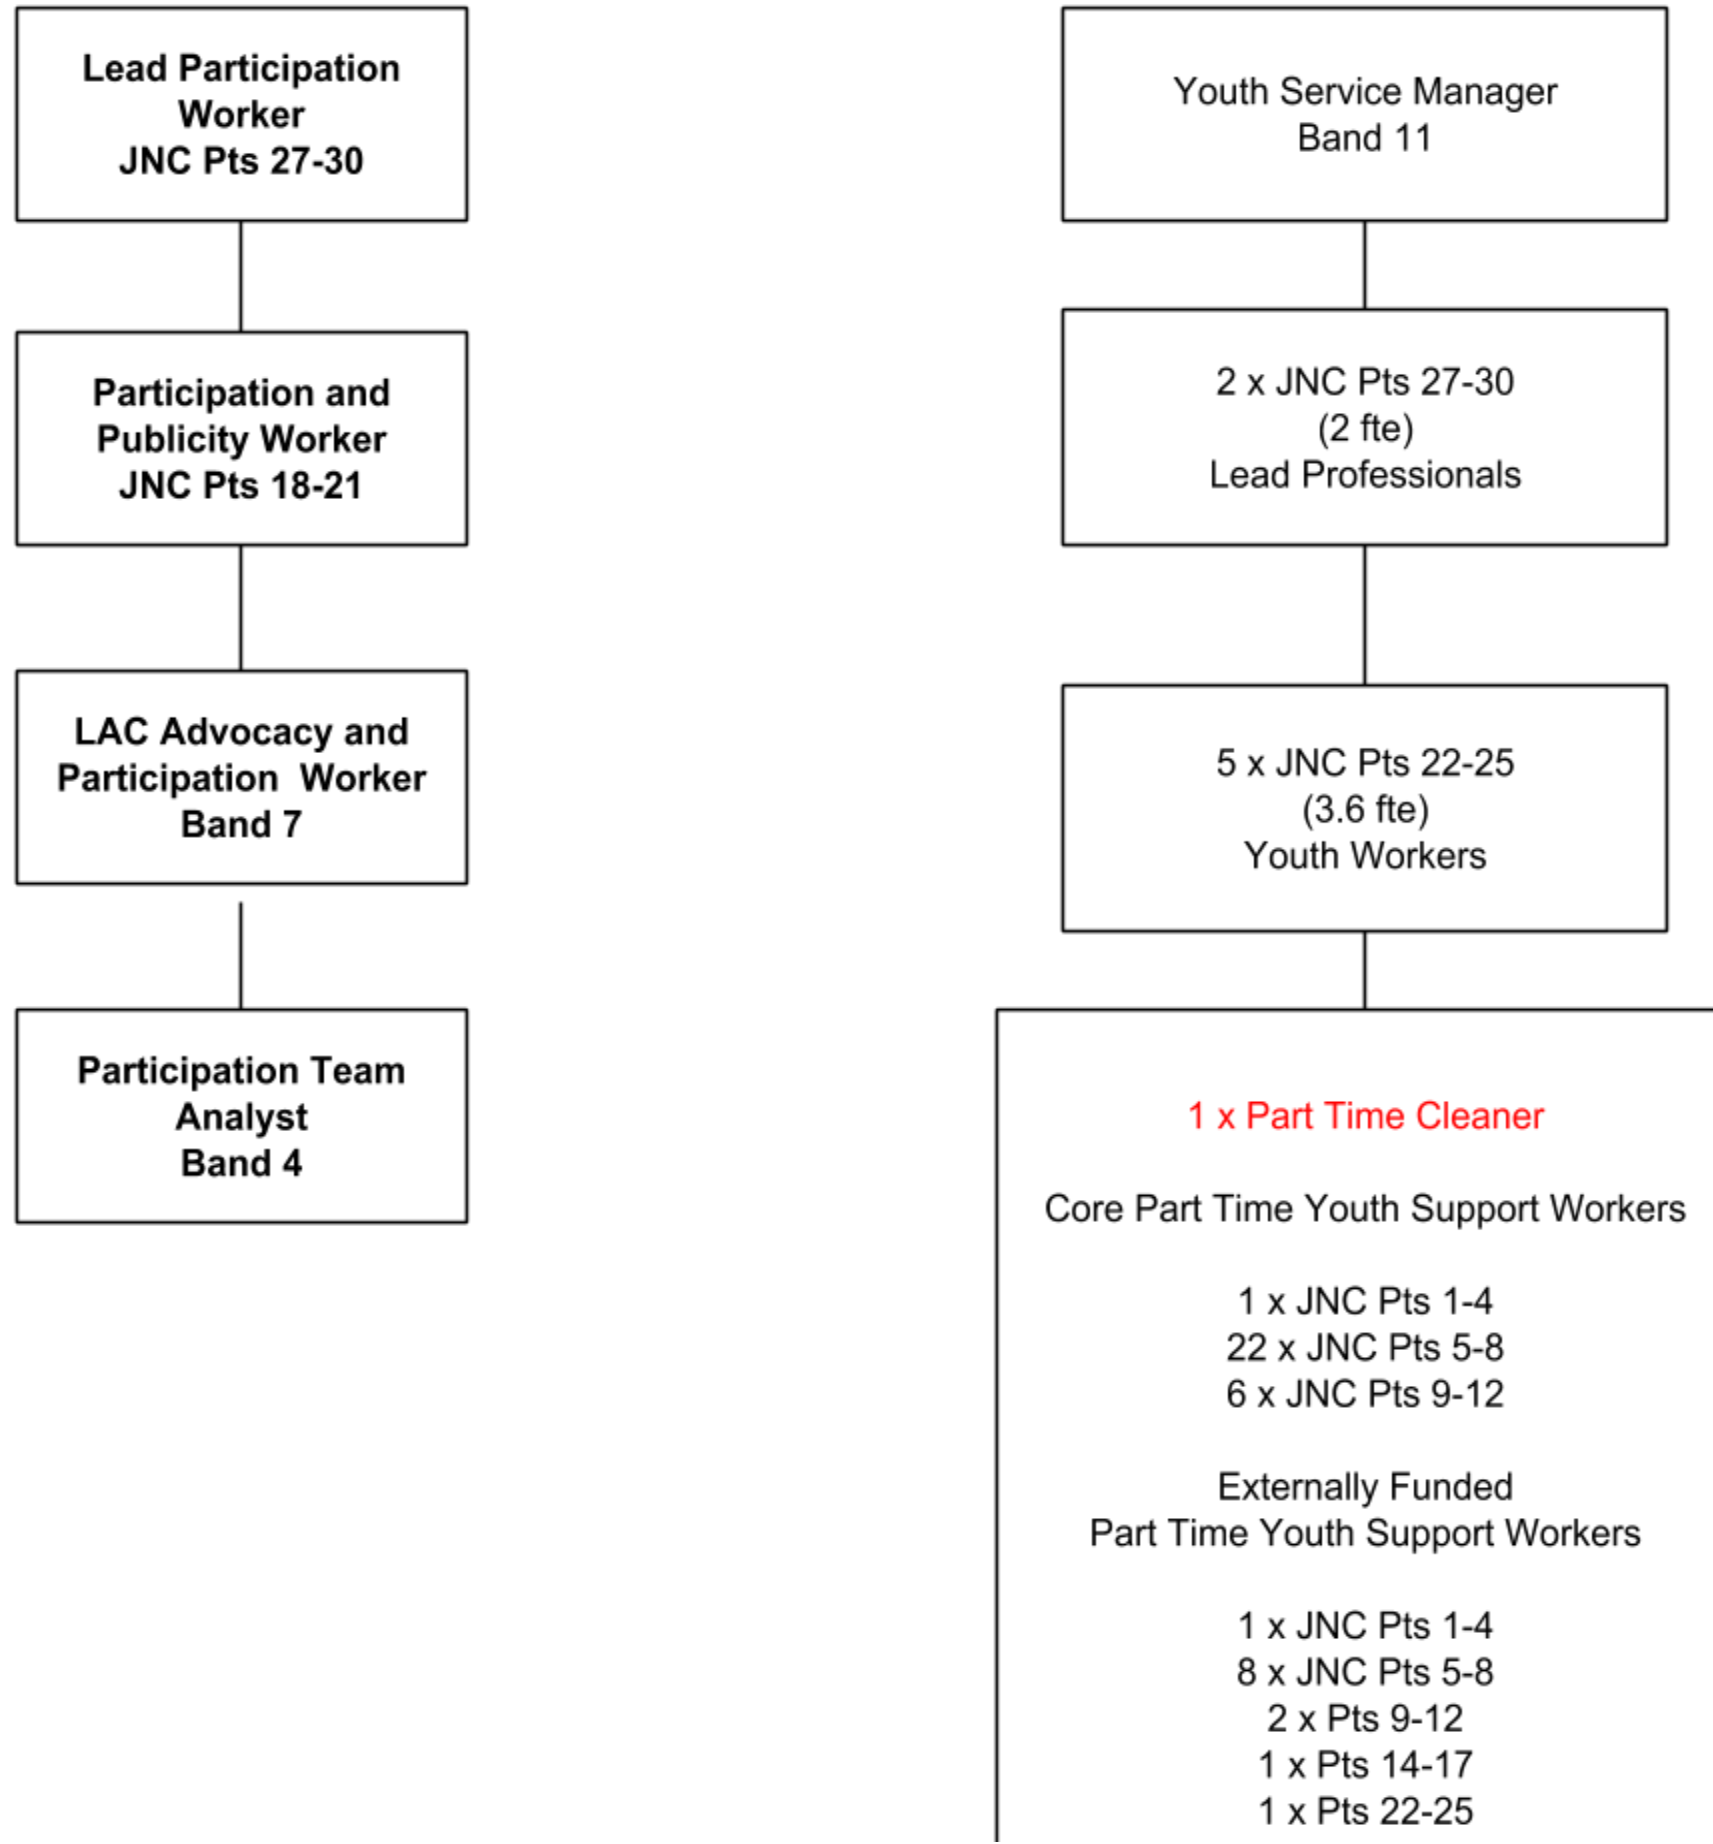 Lead Participation
Worker
JNC Pts 27-30
Participation and
Publicity Worker
JNC Pts 18-21
LAC Advocacy and
Participation  Worker
Band 7
Participation Team
Analyst
Band 4
Youth Service Manager
Band 11
2 x JNC Pts 27-30
(2 fte)
Lead Professionals
5 x JNC Pts 22-25
(3.6 fte)
Youth Workers
1 x Part Time Cleaner
Core Part Time Youth Support Workers
1 x JNC Pts 1-4
22 x JNC Pts 5-8
6 x JNC Pts 9-12
Externally Funded
Part Time Youth Support Workers
1 x JNC Pts 1-4
8 x JNC Pts 5-8
2 x Pts 9-12
1 x Pts 14-17
1 x Pts 22-25